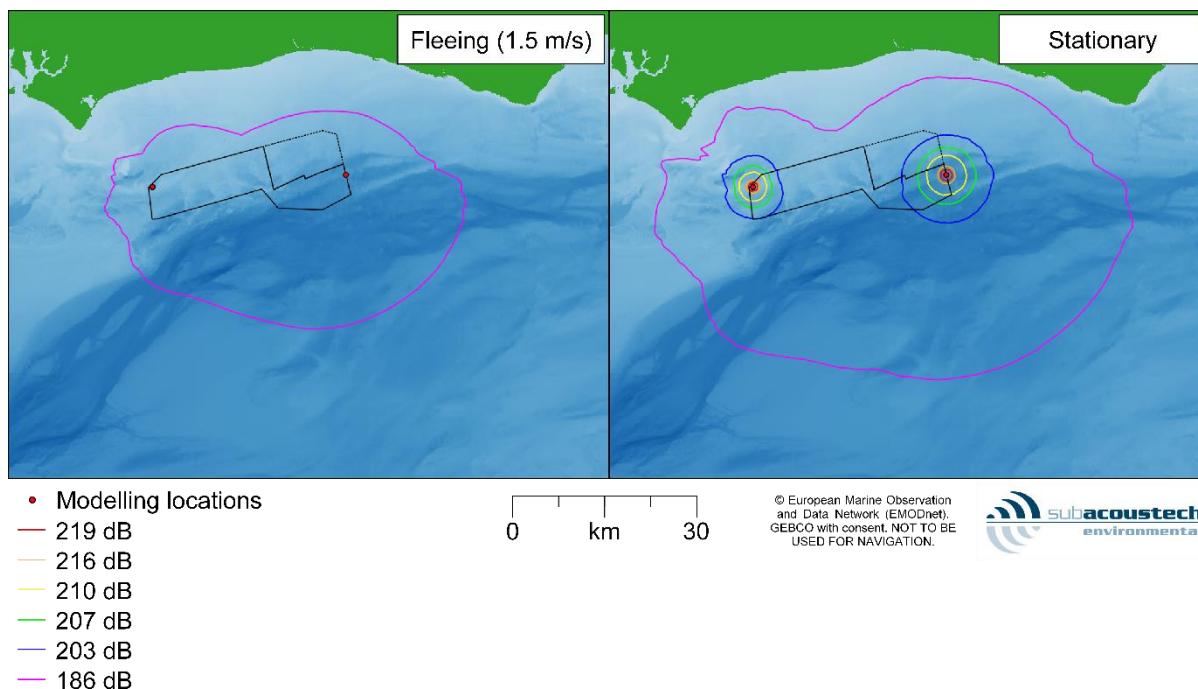 Fleeing (1.5 m/s)
Stationary
Modelling locations
219 dB
216 dB
210 dB
207 dB
203 dB
186 dB
0 km 30
© European Marine Observation
and Data Network (EMODnet).
GEBCO with consent. NOT TO BE
USED FOR NAVIGATION.
subacoustech
environmenta